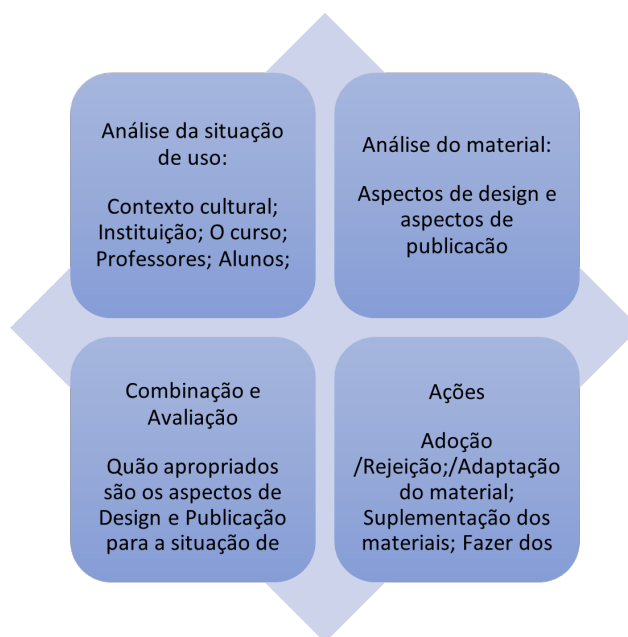 Análise da situação
de uso:
Contexto cultural;
Instituição; O curso;
Professores; Alunos;
Análise do material:
Aspectos de design e
aspectos de
publicacão
Combinação e
Avaliação
Quão apropriados
são os aspectos de
Design e Publicação
para a situação de
Ações
Adoção
/Rejeição;/Adaptação
do material;
Suplementação dos
materiais; Fazer dos